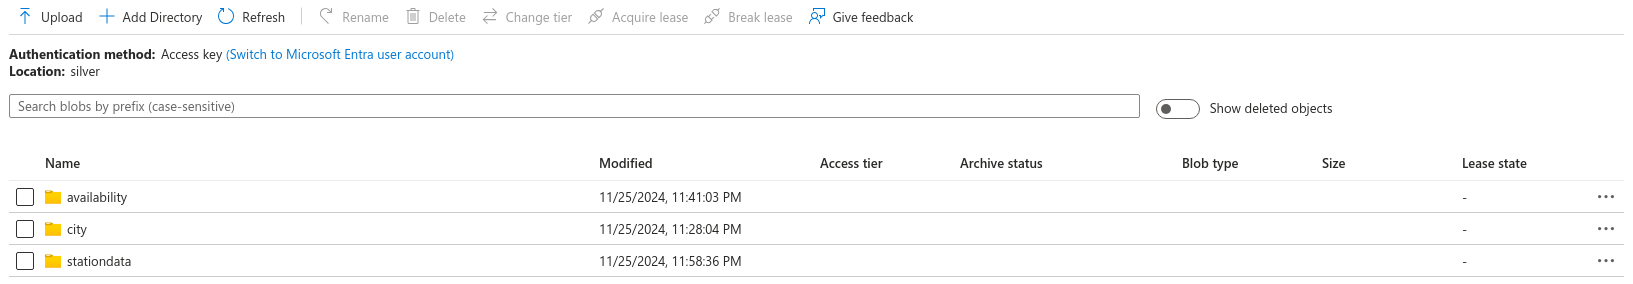 Upload Add Directory Refresh Rename Delete Change tier Acquire lease Break lease Give feedback
Authentication method: Access key (Switch to Microsoft Entra user account)
Location: silver
Search blobs by prefix (case-sensitive) Show deleted objects
Name Modified Access tier Archive status Blob type Size Lease state
availability 11/25/2024, 11:41:03 PM -
city 11/25/2024, 11:28:04 PM -
stationdata 11/25/2024, 11:58:36 PM -